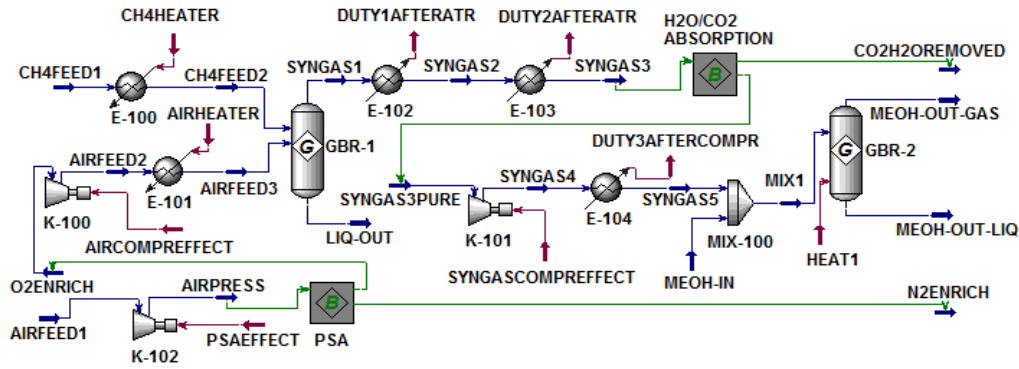 CH4HEATER
DUTY1AFTERATR
DUTY2AFTERATR
H2O/CO2
ABSORPTION
CH4FEED1
CH4FEED2
SYNGAS1
SYNGAS2
SYNGAS3
B
CO2H2OREMOVED
E-100
E-102
E-103
AIRHEATER
G
GBR-1
DUTY3AFTERCOMPR
MEOH-OUT-GAS
G
GBR-2
AIRFEED2
AIRFEED3
E-101
K-100
SYNGAS3PURE
SYNGAS4
E-104
SYNGAS5
MIX1
MIX-100
K-101
LIQ-OUT
AIRCOMPREFFECT
SYNGASCOMPREFFECT
MEOH-IN
HEAT1
MEOH-OUT-LIQ
O2ENRICH
AIRPRESS
B
PSA
N2ENRICH
AIRFEED1
K-102
PSAEFFECT